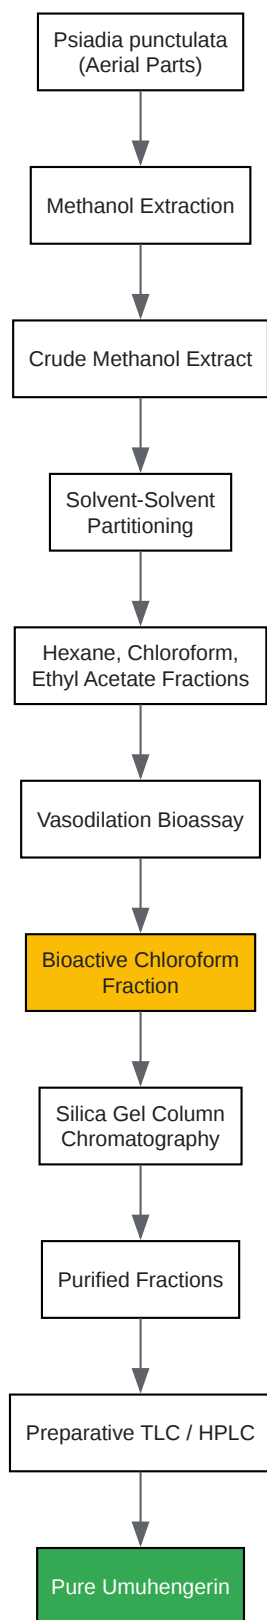 Psiadia punctulata
(Aerial Parts)
Methanol Extraction
Crude Methanol Extract
Solvent-Solvent
Partitioning
Hexane, Chloroform,
Ethyl Acetate Fractions
Vasodilation Bioassay
Bioactive Chloroform
Fraction
Silica Gel Column
Chromatography
Purified Fractions
Preparative TLC / HPLC
Pure Umuhengerin